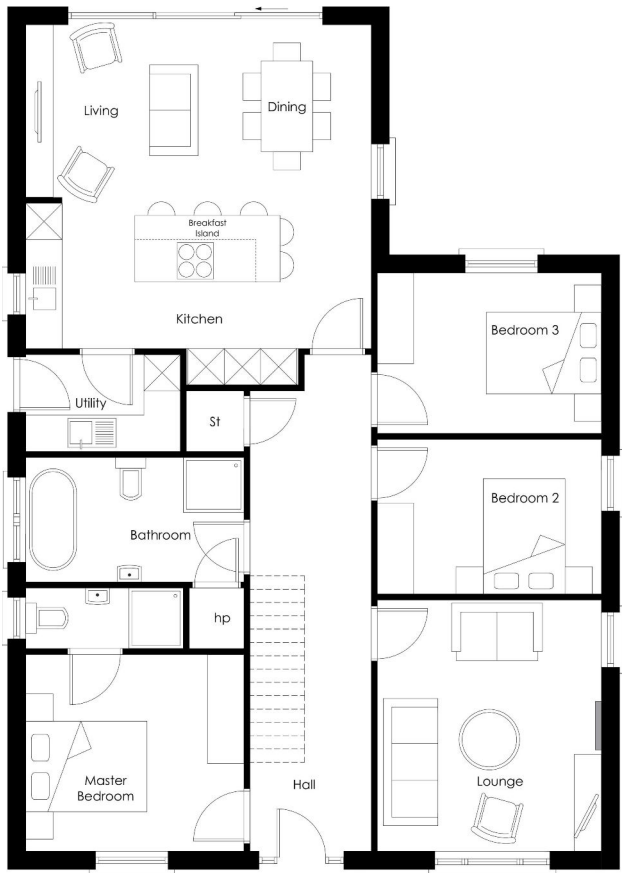 Living
Dining
Breakfast
Island
Kitchen
Bedroom 3
Utility
St
Bedroom 2
Bathroom
hp
Master
Bedroom
Hall
Lounge